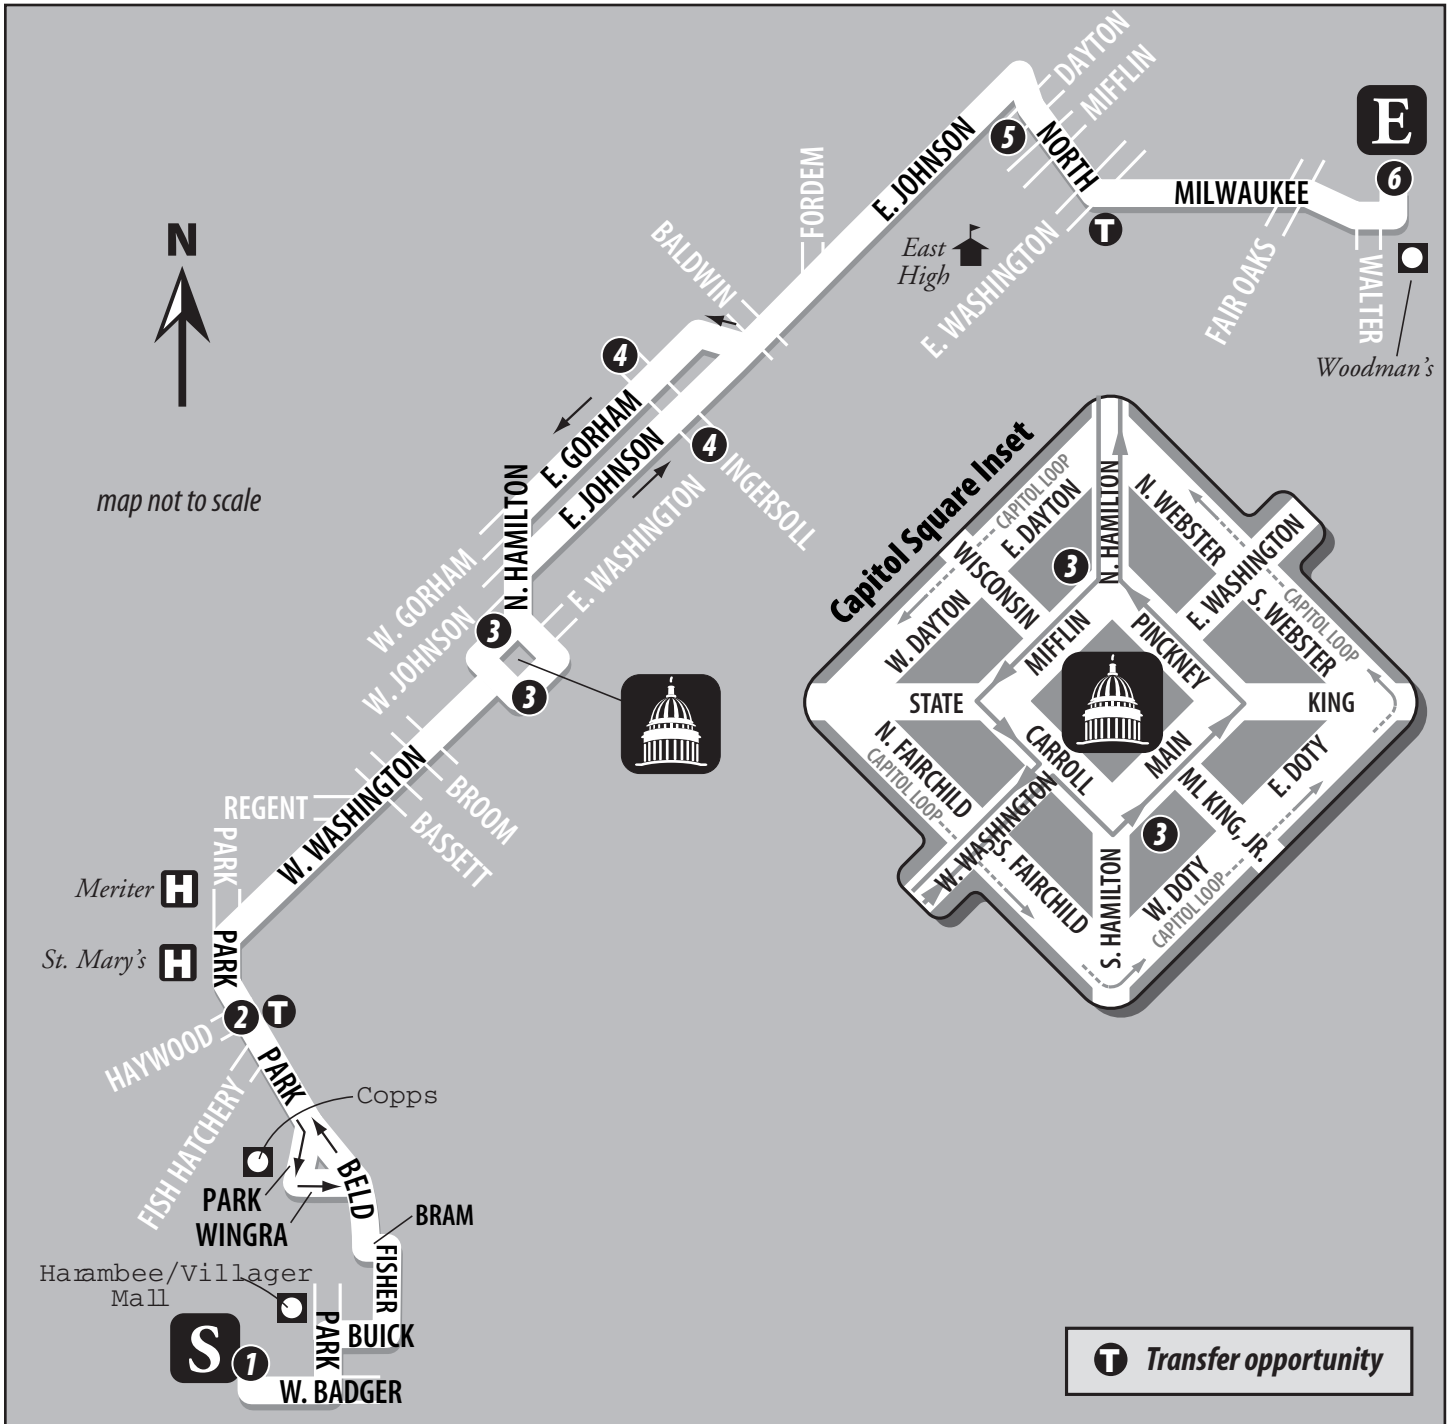 DAYTON
MIFFLIN
E
5
NORTH
6
E. JOHNSON
MILWAUKEE
FORDEM
T
N
BALDWIN
East
High
E. WASHINGTON
FAIR OAKS
WALTER
Woodman's
4
E. GORHAM
E. JOHNSON
4
INGERSOLL
map not to scale
N. HAMILTON
E. WASHINGTON
W. GORHAM
W. JOHNSON
3
3
Capitol Square Inset
CAPITOL LOOP
E. DAYTON
N. HAMILTON
N. WEBSTER
E. WASHINGTON
3
WISCONSIN
S. WEBSTER
CAPITOL LOOP
W. DAYTON
MIFFLIN
PINCKNEY
STATE
KING
N. FAIRCHILD
CAPITOL LOOP
CARROLL
MAIN
E. DOTY
ML KING, JR.
W. WASHINGTON
3
S. FAIRCHILD
S. HAMILTON
W. DOTY
CAPITOL LOOP
W. WASHINGTON
BROOM
BASSETT
REGENT
PARK
Meriter H
St. Mary's H
PARK
2 T
HAYWOOD
PARK
FISH HATCHERY
Copps
BELD
PARK
WINGRA
BRAM
FISHER
Harambee/Villager
Mall
PARK
BUICK
S
1
W. BADGER
T Transfer opportunity